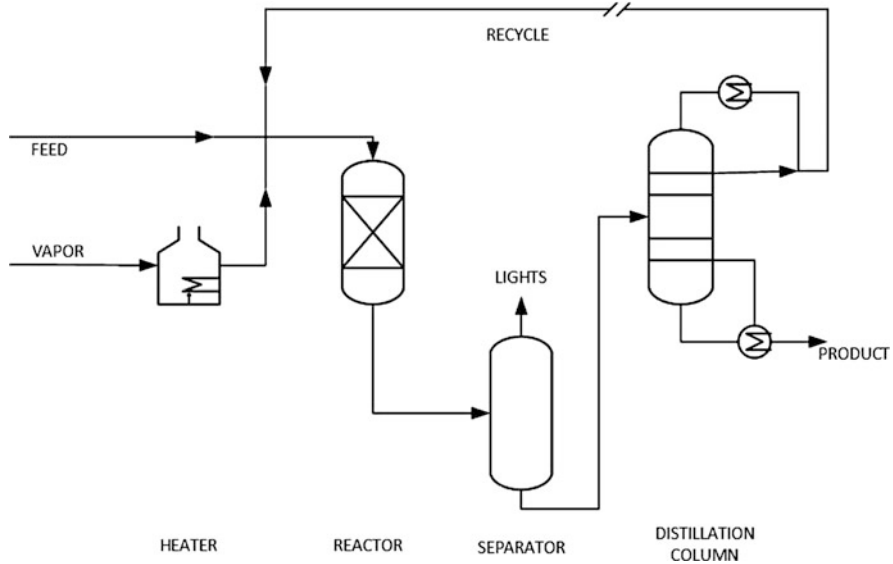 RECYCLE
FEED
VAPOR
LIGHTS
PRODUCT
HEATER
REACTOR
SEPARATOR
DISTILLATION
COLUMN